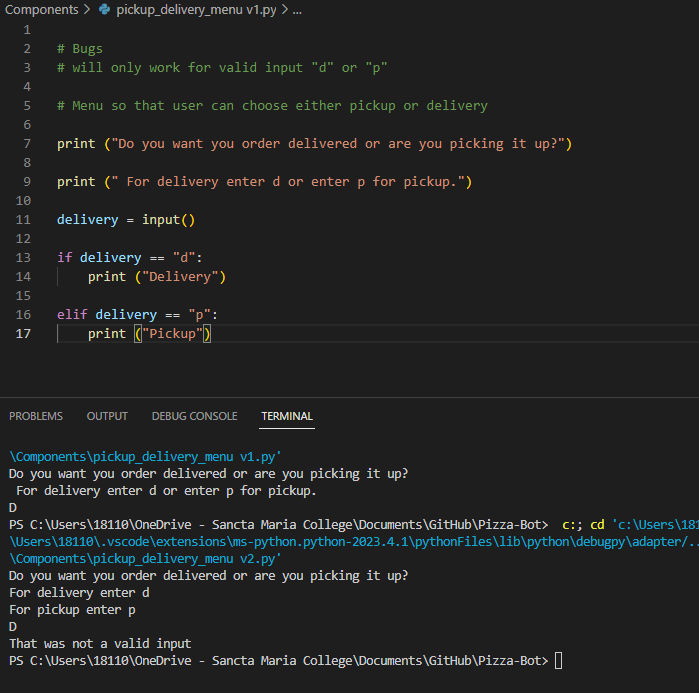 Components > pickup_delivery_menu v1.py > ...
1
2 # Bugs
3 # will only work for valid input "d" or "p"
4
5 # Menu so that user can choose either pickup or delivery
6
7 print ("Do you want you order delivered or are you picking it up?")
8
9 print (" For delivery enter d or enter p for pickup.")
10
11 delivery = input()
12
13 if delivery == "d":
14     print ("Delivery")
15
16 elif delivery == "p":
17     print ("Pickup")
PROBLEMS OUTPUT DEBUG CONSOLE TERMINAL
\Components\pickup_delivery_menu v1.py'
Do you want you order delivered or are you picking it up?
 For delivery enter d or enter p for pickup.
D
PS C:\Users\18110\OneDrive - Sancta Maria College\Documents\GitHub\Pizza-Bot>  c:; cd 'c:\Users\181
\Users\18110\.vscode\extensions\ms-python.python-2023.4.1\pythonFiles\lib\python\debugpy\adapter/..
\Components\pickup_delivery_menu v2.py'
Do you want you order delivered or are you picking it up?
For delivery enter d
For pickup enter p
D
That was not a valid input
PS C:\Users\18110\OneDrive - Sancta Maria College\Documents\GitHub\Pizza-Bot>